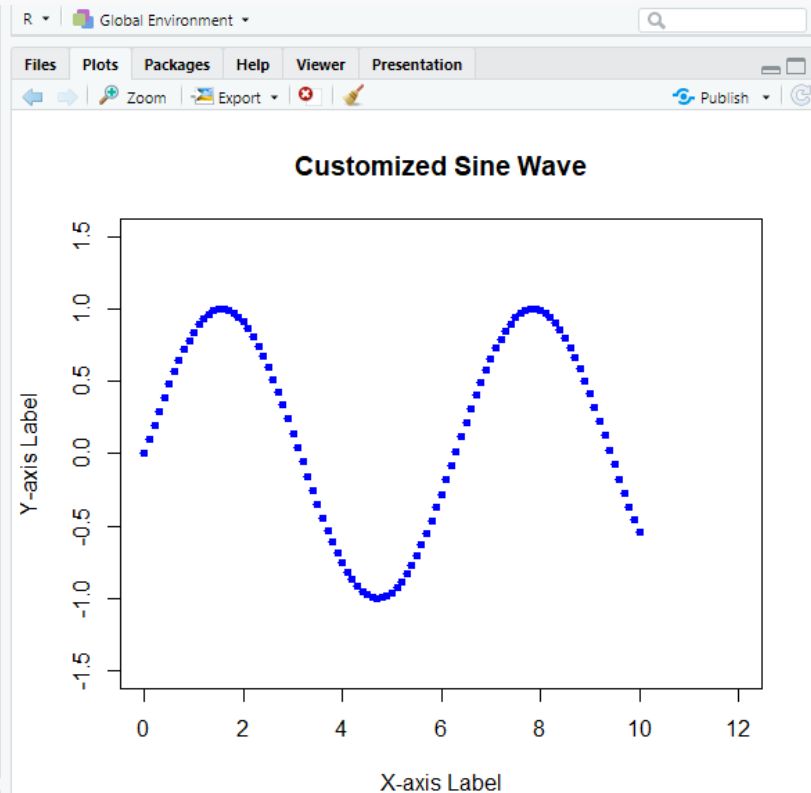 R Global Environment
Files Plots Packages Help Viewer Presentation
Zoom Export Publish
Customized Sine Wave
1.5
1.0
0.5
0.0
-0.5
-1.0
-1.5
Y-axis Label
0 2 4 6 8 10 12
X-axis Label